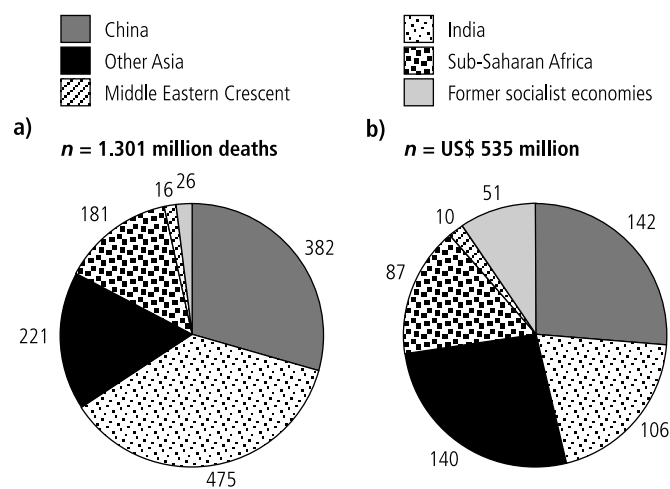 China
Other Asia
Middle Eastern Crescent
India
Sub-Saharan Africa
Former socialist economies
a)
n = 1.301 million deaths
16 26
181
382
221
475
b)
n = US$ 535 million
51
10
142
87
106
140